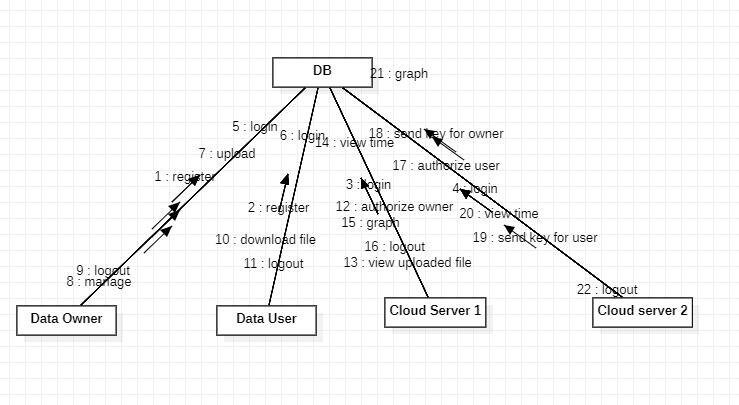 DB
21 : graph
5 : login
6 : login
14 : view time
18 : send key for owner
7 : upload
17 : authorize user
1 : register
3 : login
4 : login
2 : register
12 : authorize owner
20 : view time
15 : graph
10 : download file
16 : logout
19 : send key for user
11 : logout
13 : view uploaded file
9 : logout
8 : manage
22 : logout
Data Owner
Data User
Cloud Server 1
Cloud server 2